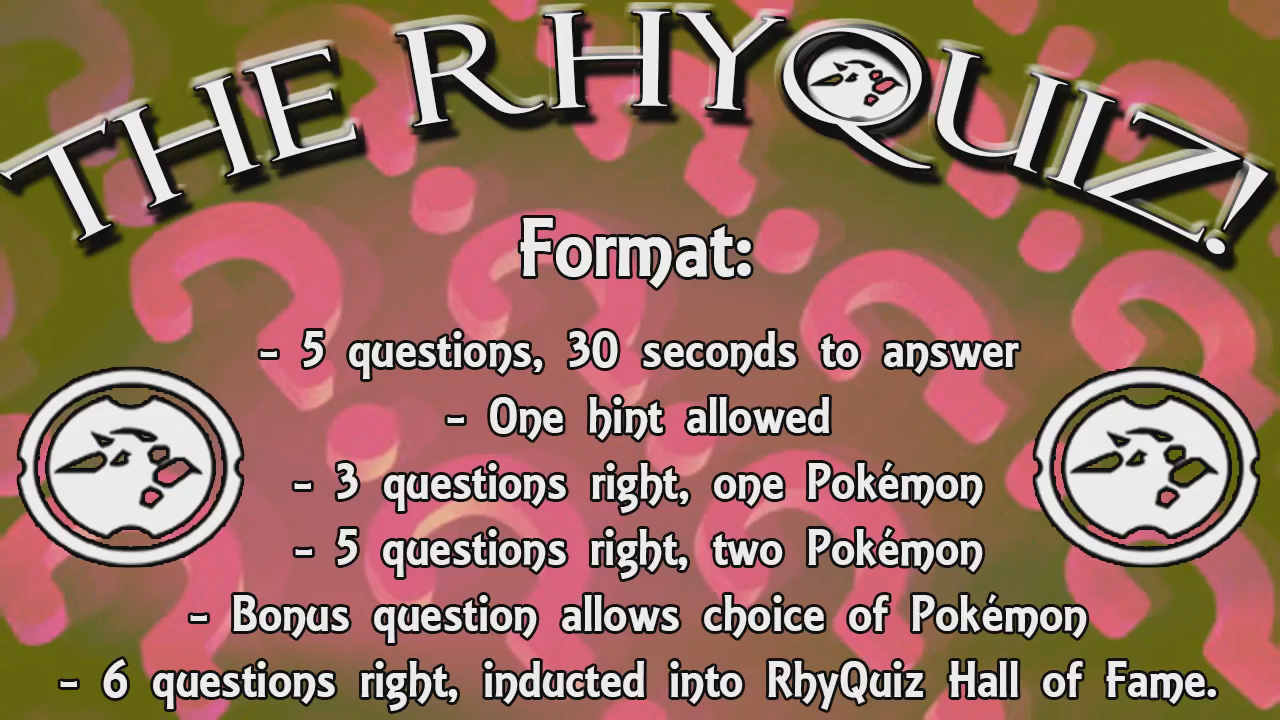 THE RHYQUIZ!
Format:
- 5 questions, 30 seconds to answer
- One hint allowed
- 3 questions right, one Pokémon
- 5 questions right, two Pokémon
- Bonus question allows choice of Pokémon
- 6 questions right, inducted into RhyQuiz Hall of Fame.